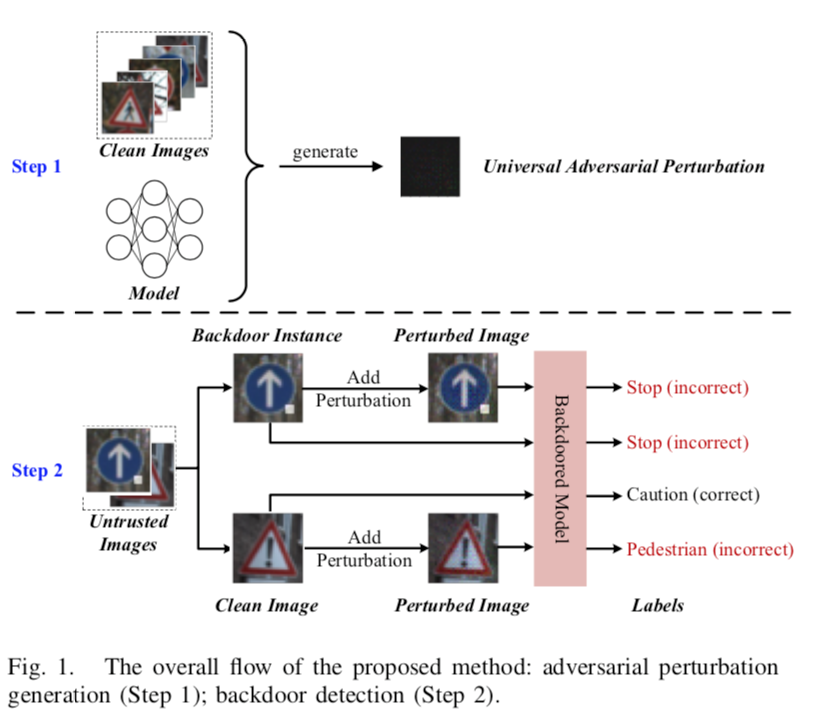 Clean Images
Step 1
generate
Universal Adversarial Perturbation
Model
Backdoor Instance
Perturbed Image
Add
Perturbation
Stop (incorrect)
Backdoored Model
Stop (incorrect)
Step 2
Caution (correct)
Untrusted
Images
Add
Perturbation
Pedestrian (incorrect)
Clean Image
Perturbed Image
Labels
Fig. 1. The overall flow of the proposed method: adversarial perturbation
generation (Step 1); backdoor detection (Step 2).